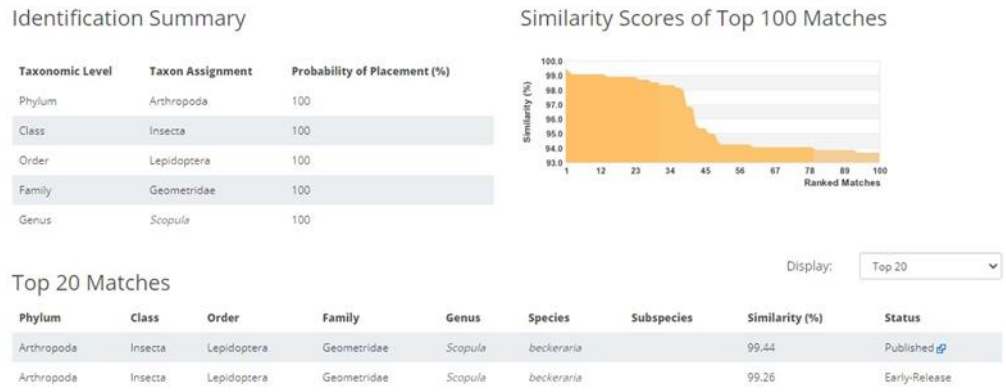 Identification Summary
Taxonomic Level Taxon Assignment Probability of Placement (%)
Phylum Arthropoda 100
Class Insecta 100
Order Lepidoptera 100
Family Geometridae 100
Genus Scopula 100
Similarity Scores of Top 100 Matches
Similarity (%)
100.0
99.0
98.0
97.0
96.0
95.0
94.0
93.0
1 12 23 34 45 56 67 78 89 100
Ranked Matches
Display: Top 20
Top 20 Matches
Phylum Class Order Family Genus Species Subspecies Similarity (%) Status
Arthropoda Insecta Lepidoptera Geometridae Scopula beckeraria 99.44 Published
Arthropoda Insecta Lepidoptera Geometridae Scopula beckeraria 99.26 Early-Release